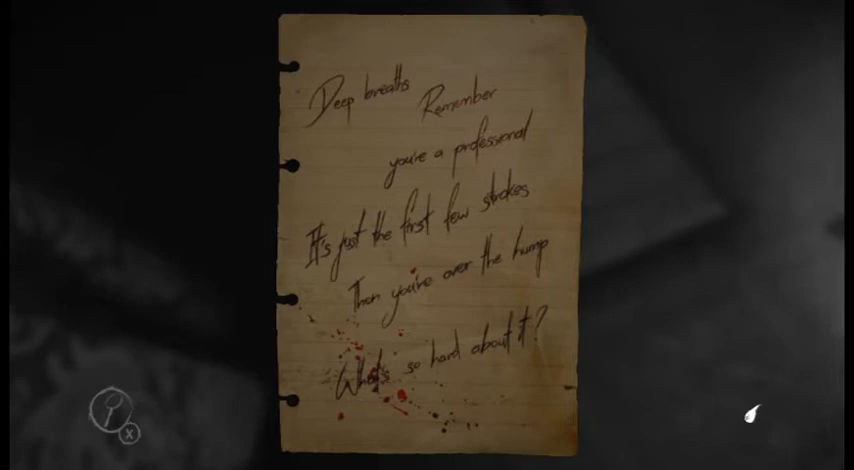 Deep breaths
Remember
you're a professional
It's just the first few strokes
Then you're over the hump
What's so hard about it?
X